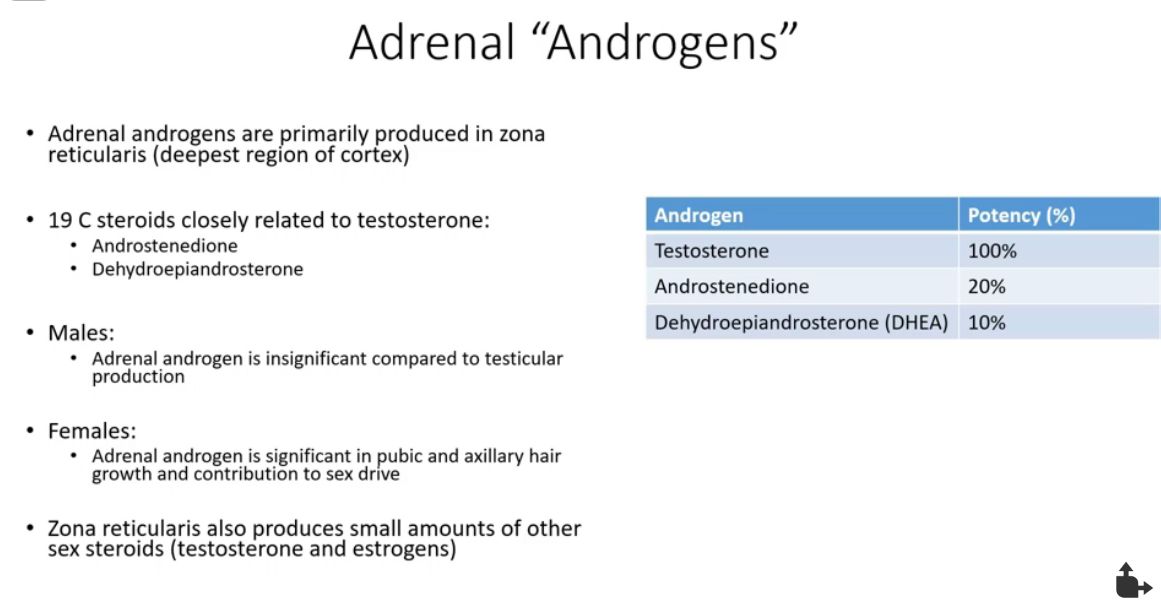 Adrenal “Androgens”
• Adrenal androgens are primarily produced in zona
reticularis (deepest region of cortex)
• 19 C steroids closely related to testosterone:
• Androstenedione
• Dehydroepiandrosterone
• Males:
• Adrenal androgen is insignificant compared to testicular
production
• Females:
• Adrenal androgen is significant in pubic and axillary hair
growth and contribution to sex drive
• Zona reticularis also produces small amounts of other
sex steroids (testosterone and estrogens)
Androgen Potency (%)
Testosterone 100%
Androstenedione 20%
Dehydroepiandrosterone (DHEA) 10%